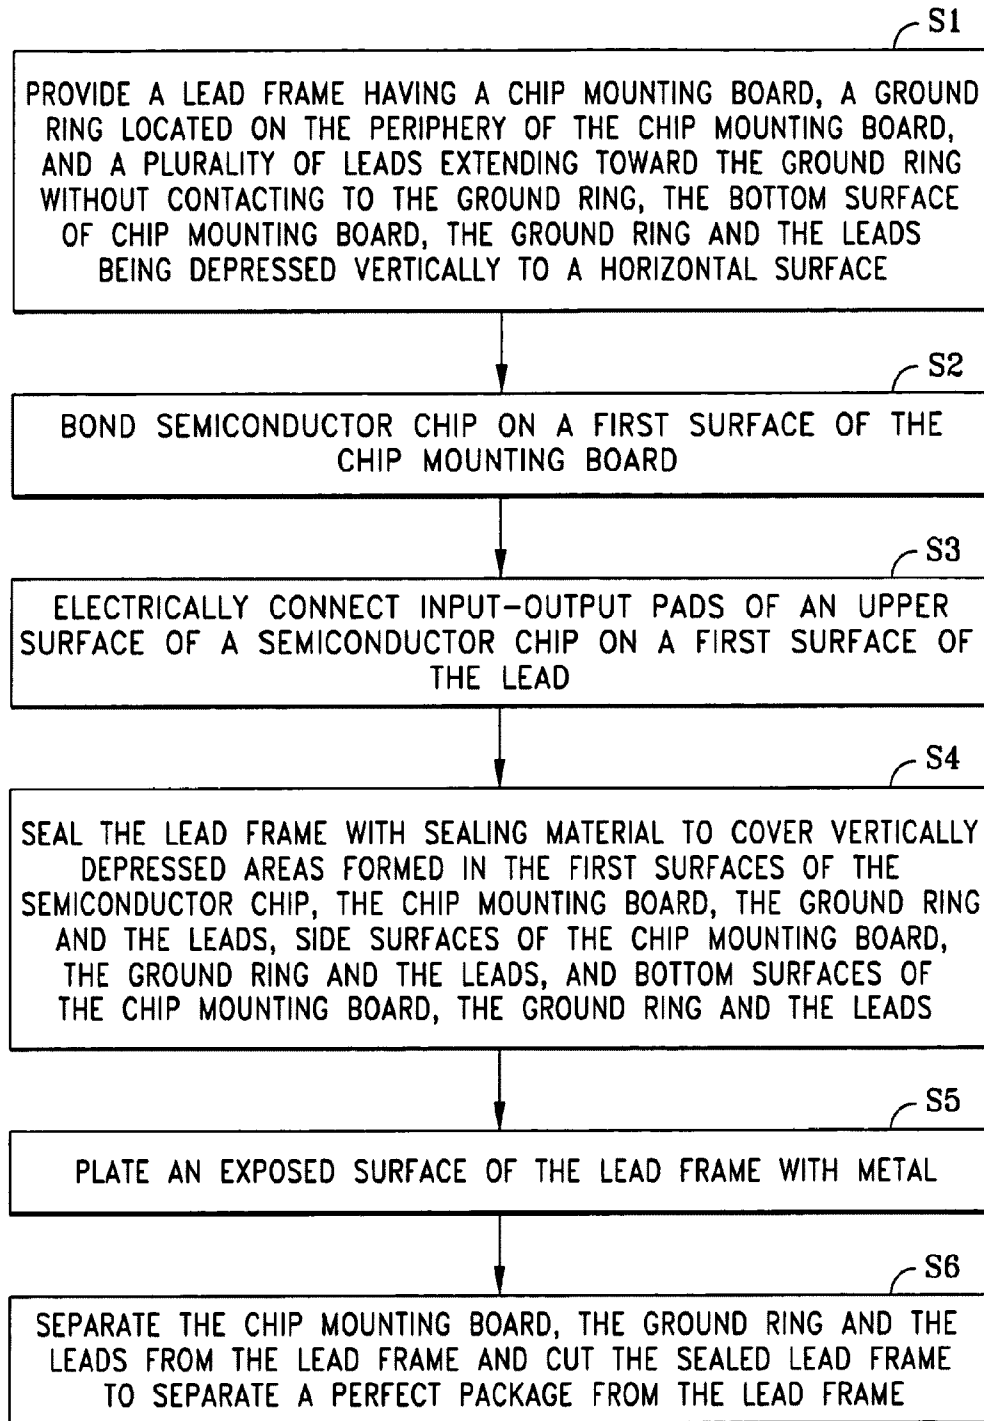 S1
PROVIDE A LEAD FRAME HAVING A CHIP MOUNTING BOARD, A GROUND
RING LOCATED ON THE PERIPHERY OF THE CHIP MOUNTING BOARD,
AND A PLURALITY OF LEADS EXTENDING TOWARD THE GROUND RING
WITHOUT CONTACTING TO THE GROUND RING, THE BOTTOM SURFACE
OF CHIP MOUNTING BOARD, THE GROUND RING AND THE LEADS
BEING DEPRESSED VERTICALLY TO A HORIZONTAL SURFACE
S2
BOND SEMICONDUCTOR CHIP ON A FIRST SURFACE OF THE
CHIP MOUNTING BOARD
S3
ELECTRICALLY CONNECT INPUT-OUTPUT PADS OF AN UPPER
SURFACE OF A SEMICONDUCTOR CHIP ON A FIRST SURFACE OF
THE LEAD
S4
SEAL THE LEAD FRAME WITH SEALING MATERIAL TO COVER VERTICALLY
DEPRESSED AREAS FORMED IN THE FIRST SURFACES OF THE
SEMICONDUCTOR CHIP, THE CHIP MOUNTING BOARD, THE GROUND RING
AND THE LEADS, SIDE SURFACES OF THE CHIP MOUNTING BOARD,
THE GROUND RING AND THE LEADS, AND BOTTOM SURFACES OF
THE CHIP MOUNTING BOARD, THE GROUND RING AND THE LEADS
S5
PLATE AN EXPOSED SURFACE OF THE LEAD FRAME WITH METAL
S6
SEPARATE THE CHIP MOUNTING BOARD, THE GROUND RING AND THE
LEADS FROM THE LEAD FRAME AND CUT THE SEALED LEAD FRAME
TO SEPARATE A PERFECT PACKAGE FROM THE LEAD FRAME